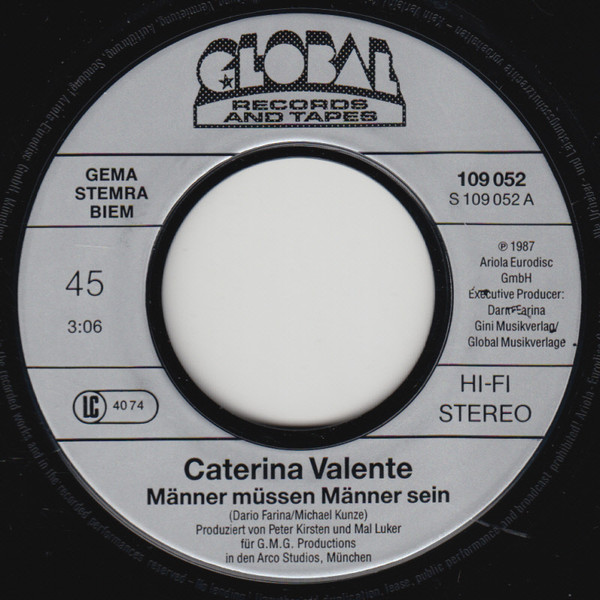 GLOBAL
RECORDS
AND TAPES
GEMA
STEMRA
BIEM
109 052
S 109 052 A
45
3:06
℗ 1987
Ariola Eurodisc
GmbH
Executive Producer:
Dario Farina
Gini Musikverlag/
Global Musikverlage
LC 4074
HI-FI
STEREO
Caterina Valente
Männer müssen Männer sein
(Dario Farina/Michael Kunze)
Produziert von Peter Kirsten und Mal Luker
für G.M.G. Productions
in den Arco Studios, München